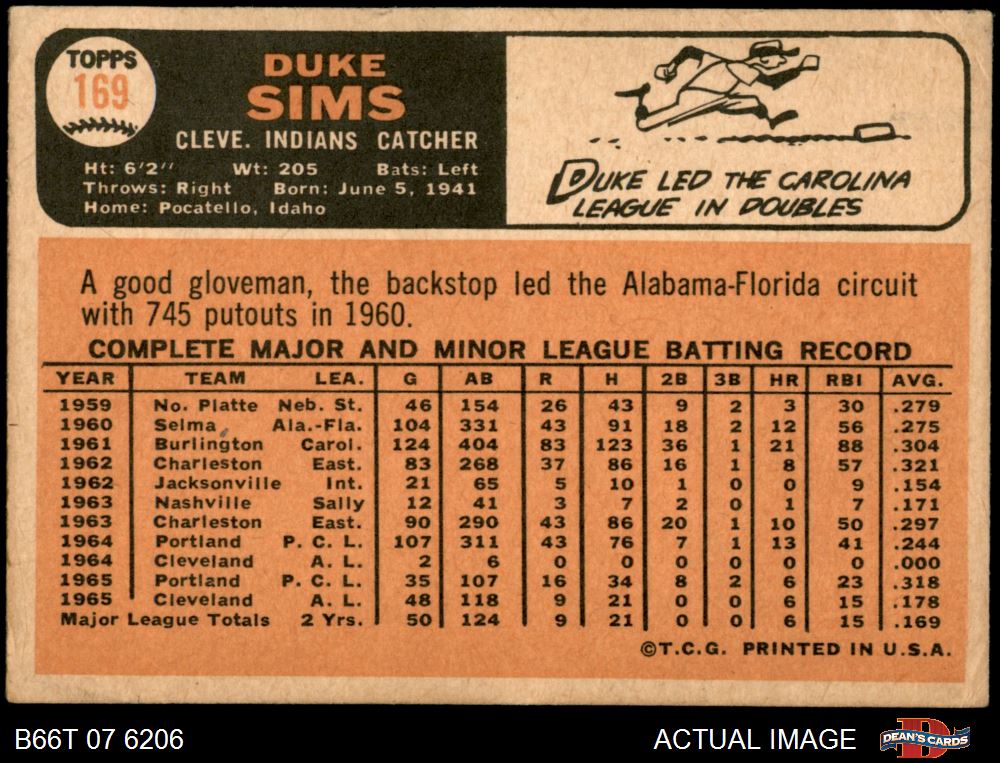 TOPPS
169
DUKE
SIMS
CLEVE. INDIANS CATCHER
Ht: 6'2" Wt: 205 Bats: Left
Throws: Right Born: June 5, 1941
Home: Pocatello, Idaho
DUKE LED THE CAROLINA
LEAGUE IN DOUBLES
A good gloveman, the backstop led the Alabama-Florida circuit
with 745 putouts in 1960.
COMPLETE MAJOR AND MINOR LEAGUE BATTING RECORD
YEAR TEAM LEA. G AB R H 2B 3B HR RBI AVG.
1959 No. Platte Neb. St. 46 154 26 43 9 2 3 30 .279
1960 Selma Ala.-Fla. 104 331 43 91 18 2 12 56 .275
1961 Burlington Carol. 124 404 83 123 36 1 21 88 .304
1962 Charleston East. 83 268 37 86 16 1 8 57 .321
1962 Jacksonville Int. 21 65 5 10 1 0 0 9 .154
1963 Nashville Sally 12 41 3 7 2 0 1 7 .171
1963 Charleston East. 90 290 43 86 20 1 10 50 .297
1964 Portland P. C. L. 107 311 43 76 7 1 13 41 .244
1964 Cleveland A. L. 2 6 0 0 0 0 0 0 .000
1965 Portland P. C. L. 35 107 16 34 8 2 6 23 .318
1965 Cleveland A. L. 48 118 9 21 0 0 6 15 .178
Major League Totals 2 Yrs. 50 124 9 21 0 0 6 15 .169
©T.C.G. PRINTED IN U.S.A.
B66T 07 6206 ACTUAL IMAGE DEAN'S CARDS